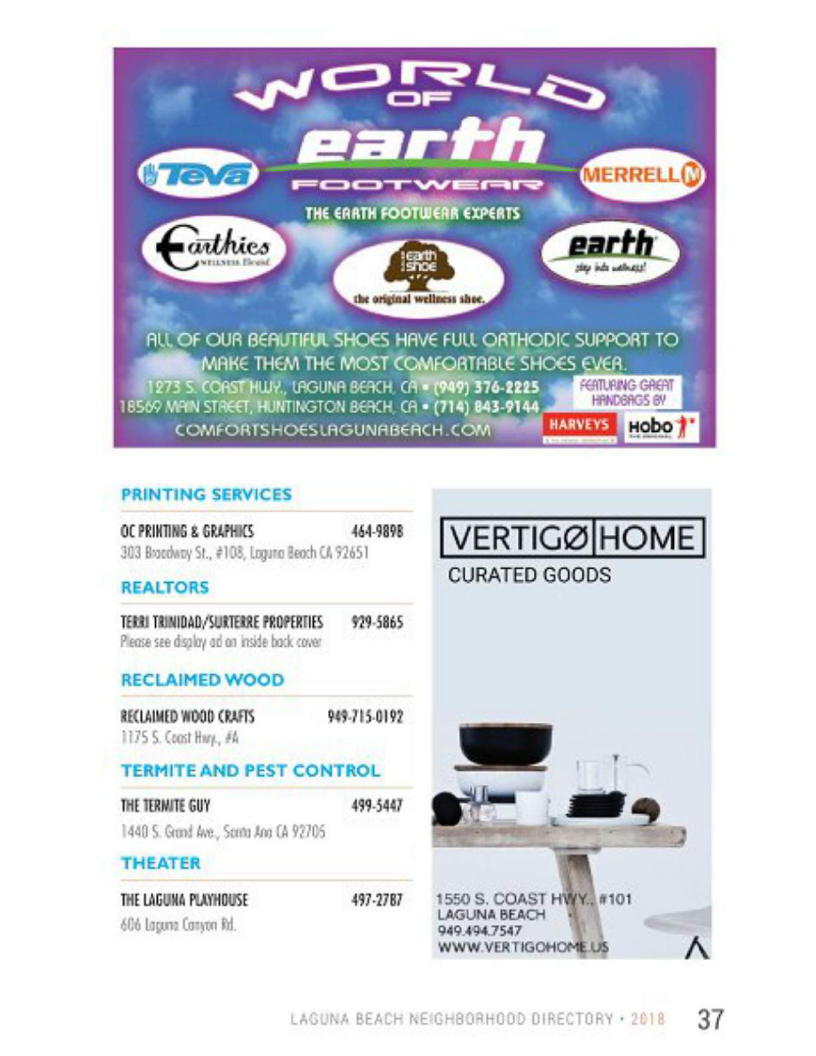 WORLD
OF
earth
FOOTWEAR
THE EARTH FOOTWEAR EXPERTS
Teva
MERRELL M
Earthies
WELLNESS Elevated.
earth
step into wellness!
earth
shoe
the original wellness shoe.
ALL OF OUR BEAUTIFUL SHOES HAVE FULL ORTHODIC SUPPORT TO
MAKE THEM THE MOST COMFORTABLE SHOES EVER.
1273 S. COAST HWY., LAGUNA BEACH, CA • (949) 376-2225
18569 MAIN STREET, HUNTINGTON BEACH, CA • (714) 843-9144
COMFORTSHOESLAGUNABEACH.COM
FEATURING GREAT
HANDBAGS BY
HARVEYS
HOBO
THE ORIGINAL
PRINTING SERVICES
OC PRINTING & GRAPHICS 464-9898
303 Broadway St., #108, Laguna Beach CA 92651
REALTORS
TERRI TRINIDAD/SURTERRE PROPERTIES 929-5865
Please see display ad on inside back cover
RECLAIMED WOOD
RECLAIMED WOOD CRAFTS 949-715-0192
1175 S. Coast Hwy., #A
TERMITE AND PEST CONTROL
THE TERMITE GUY 499-5447
1440 S. Grand Ave., Santa Ana CA 92705
THEATER
THE LAGUNA PLAYHOUSE 497-2787
606 Laguna Canyon Rd.
VERTIGØ HOME
CURATED GOODS
1550 S. COAST HWY., #101
LAGUNA BEACH
949.494.7547
WWW.VERTIGOHOME.US
LAGUNA BEACH NEIGHBORHOOD DIRECTORY • 2018 37